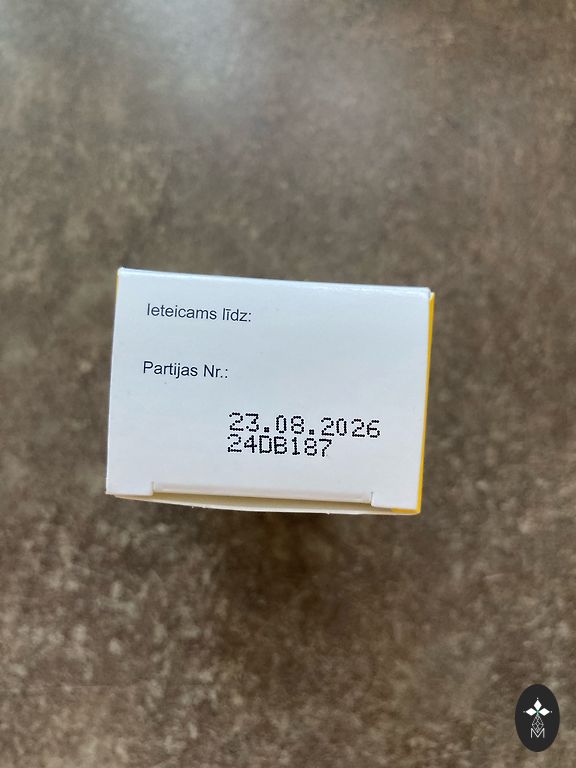 Ieteicams līdz:
Partijas Nr.:
23.08.2026
24DB187
M